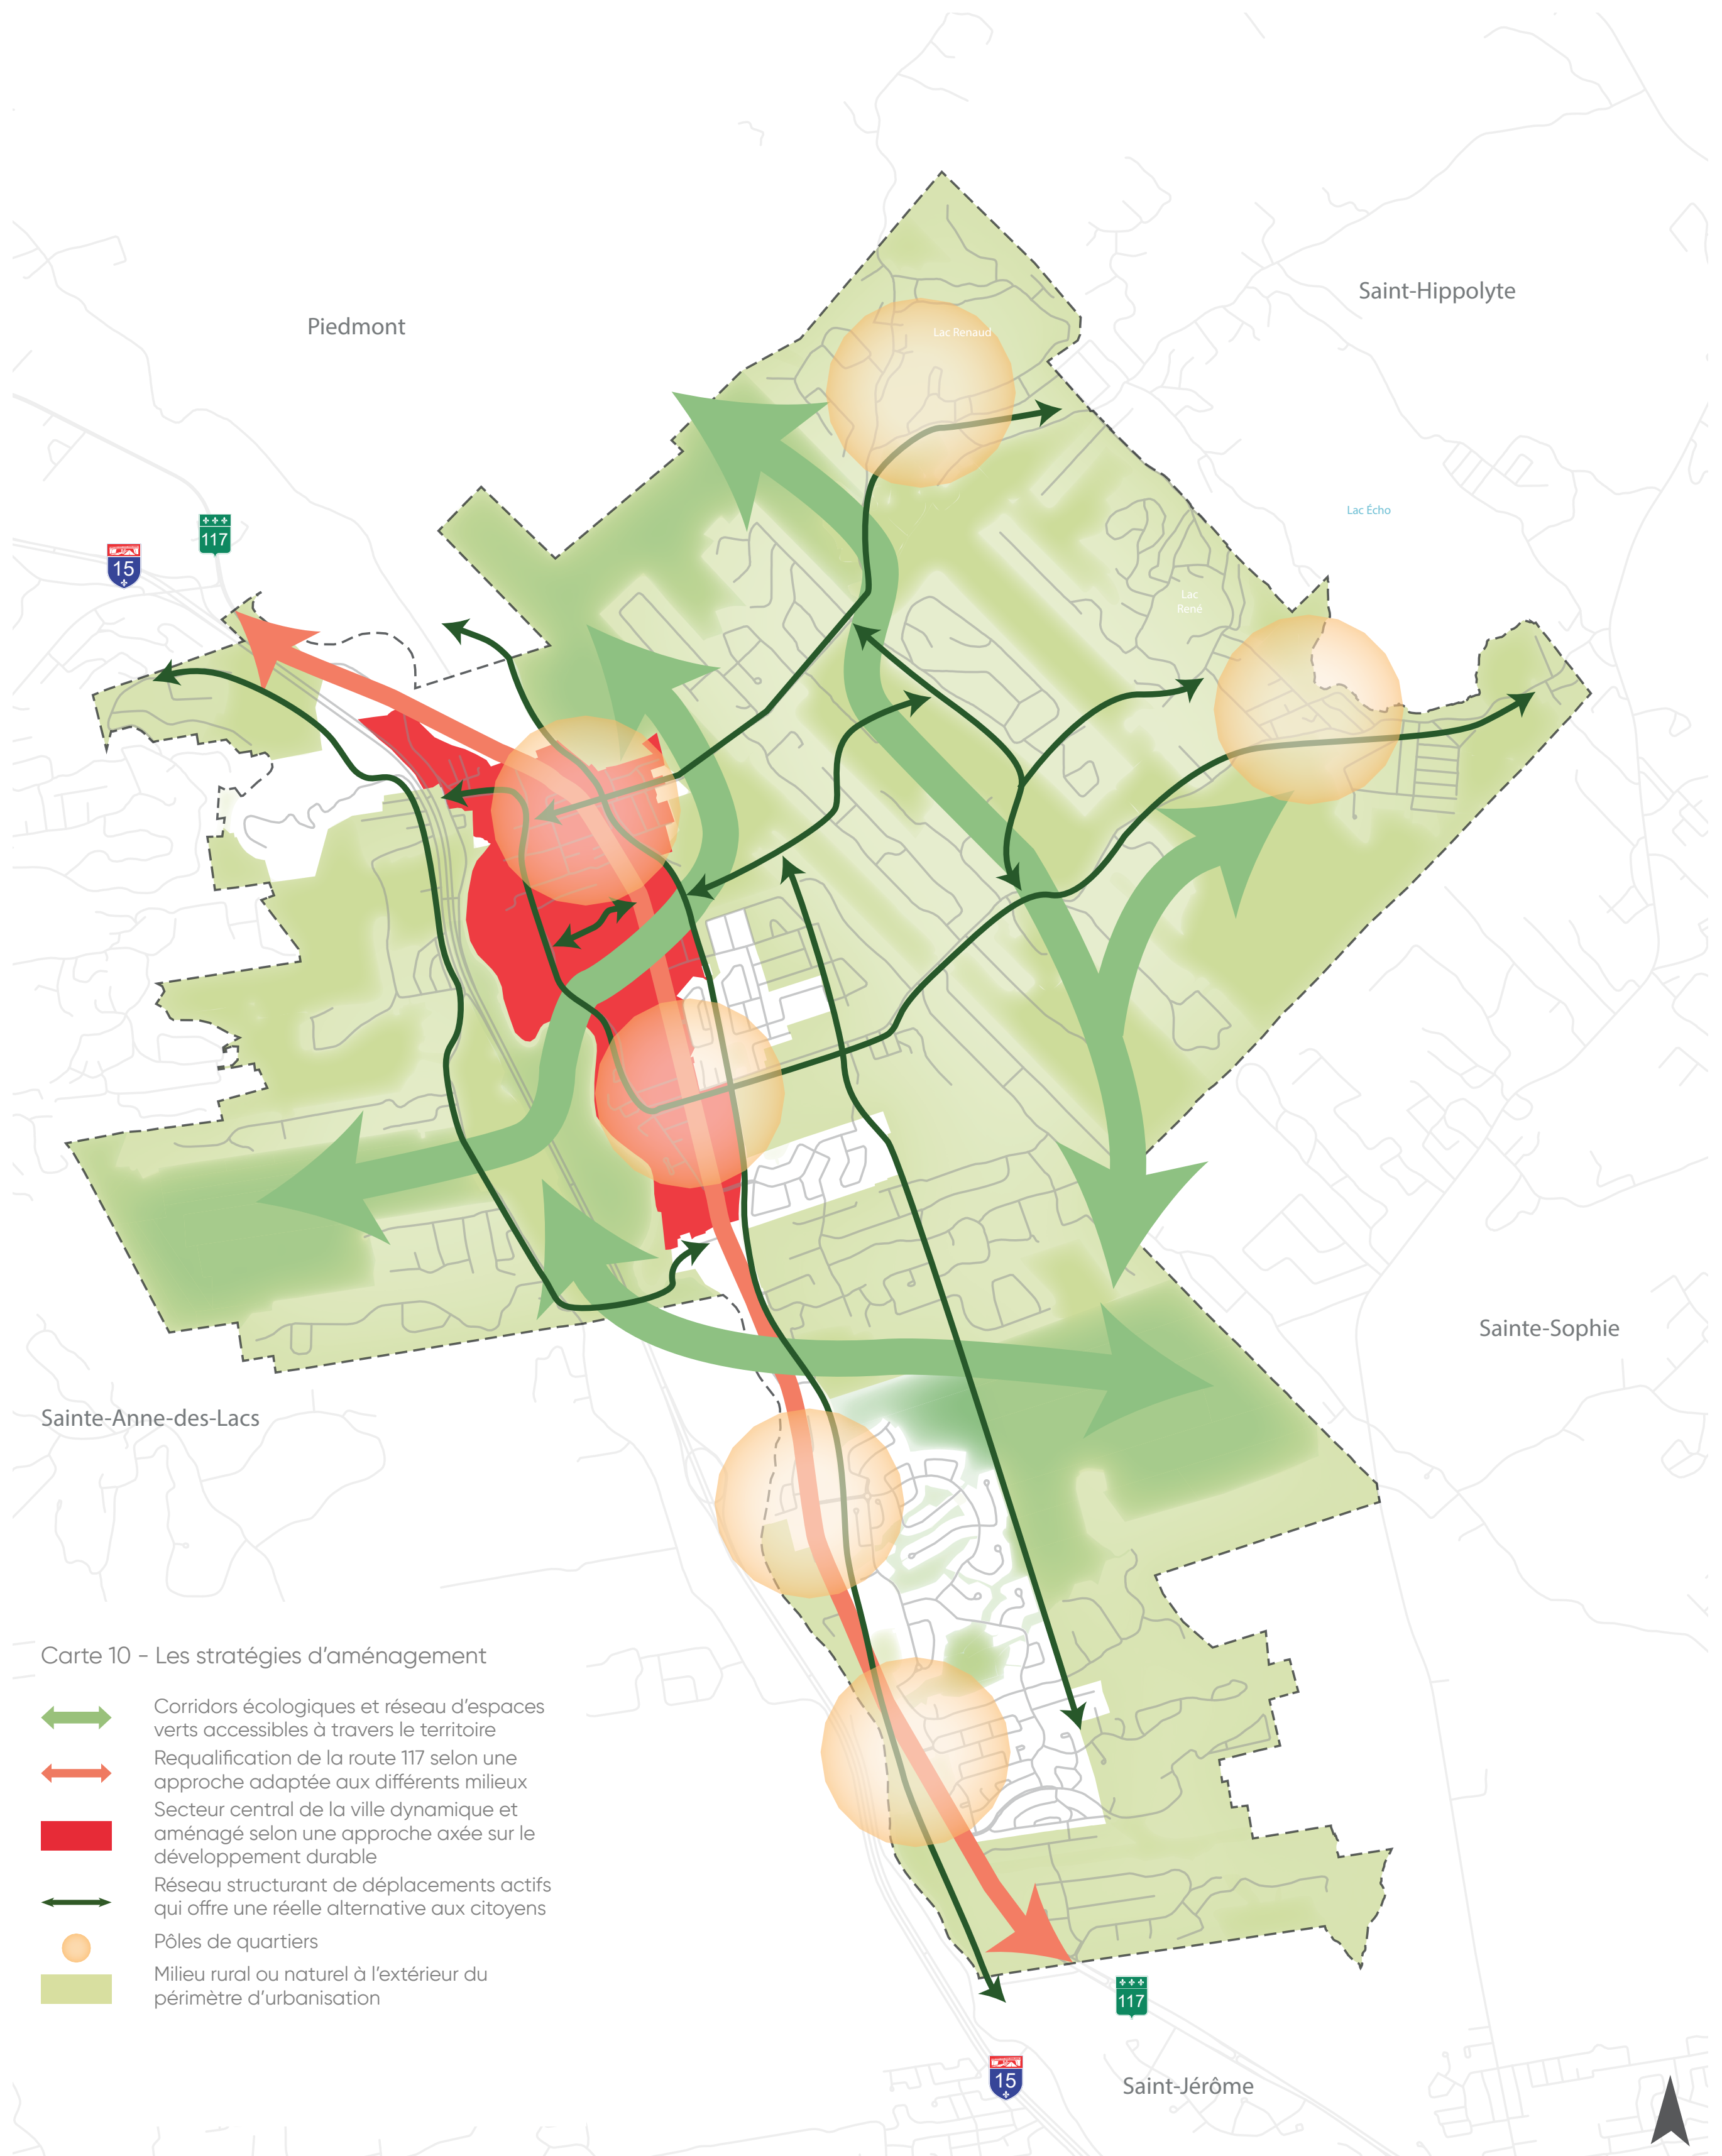 Saint-Hippolyte
Piedmont
Lac Renaud
Lac Écho
117
15
Lac
René
Sainte-Sophie
Sainte-Anne-des-Lacs
Carte 10 - Les stratégies d'aménagement
Corridors écologiques et réseau d'espaces
verts accessibles à travers le territoire
Requalification de la route 117 selon une
approche adaptée aux différents milieux
Secteur central de la ville dynamique et
aménagé selon une approche axée sur le
développement durable
Réseau structurant de déplacements actifs
qui offre une réelle alternative aux citoyens
Pôles de quartiers
Milieu rural ou naturel à l'extérieur du
périmètre d'urbanisation
117
15
Saint-Jérôme